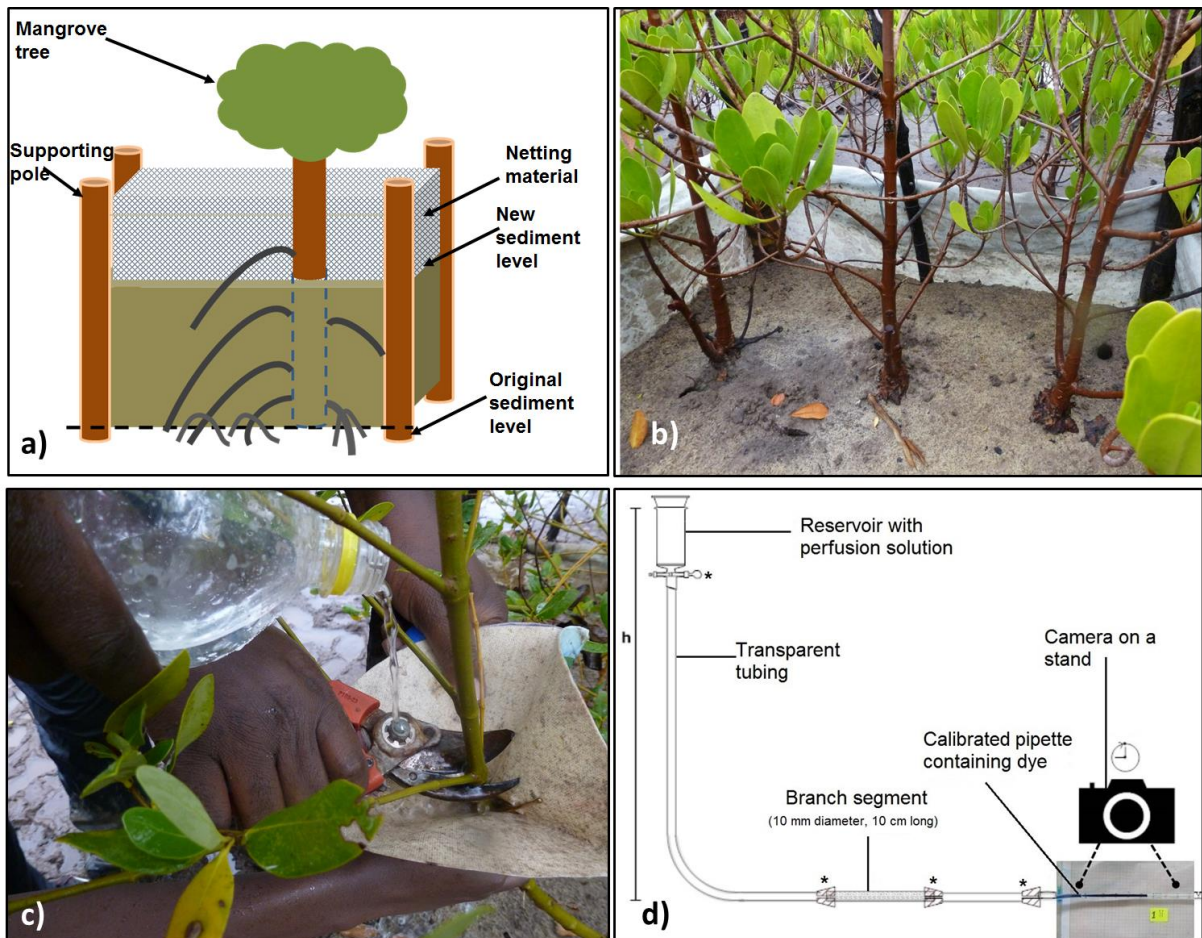 Mangrove
tree
Supporting
pole
Netting
material
New
sediment
level
Original
sediment
level
a)
b)
c)
Reservoir with
perfusion solution
*
h
Transparent
tubing
Camera on a
stand
Calibrated pipette
containing dye
Branch segment
(10 mm diameter, 10 cm long)
* * *
d)